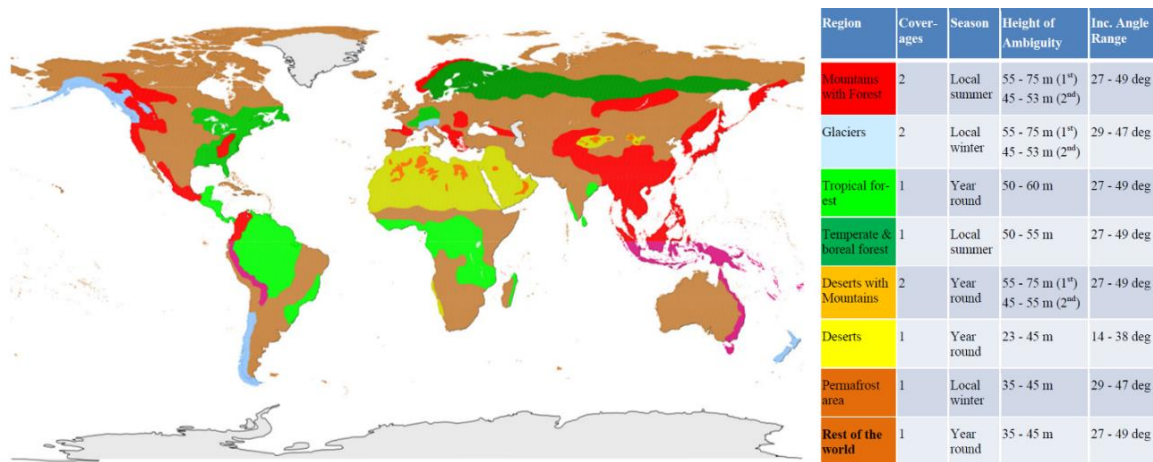 Region Cover- Season Height of Inc. Angle
ages Ambiguity Range
Mountains 2 Local 55 - 75 m (1st) 27 - 49 deg
with Forest summer 45 - 53 m (2nd)
Glaciers 2 Local 55 - 75 m (1st) 29 - 47 deg
winter 45 - 53 m (2nd)
Tropical for- 1 Year 50 - 60 m 27 - 49 deg
est round
Temperate & 1 Local 50 - 55 m 27 - 49 deg
boreal forest summer
Deserts with 2 Year 55 - 75 m (1st) 27 - 49 deg
Mountains round 45 - 55 m (2nd)
Deserts 1 Year 23 - 45 m 14 - 38 deg
round
Permafrost 1 Local 35 - 45 m 29 - 47 deg
area winter
Rest of the 1 Year 35 - 45 m 27 - 49 deg
world round